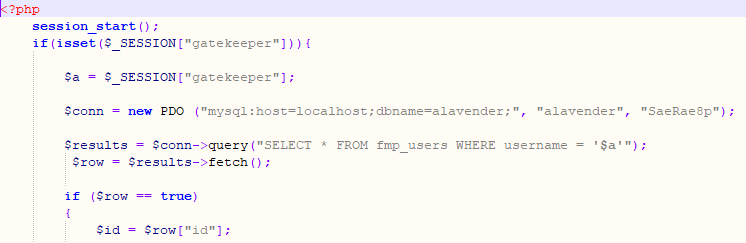 <?php
session_start();
if(isset($_SESSION["gatekeeper"])){
$a = $_SESSION["gatekeeper"];
$conn = new PDO ("mysql:host=localhost;dbname=alavender;", "alavender", "SaeRae8p");
$results = $conn->query("SELECT * FROM fmp_users WHERE username = '$a'");
$row = $results->fetch();
if ($row == true)
{
$id = $row["id"];